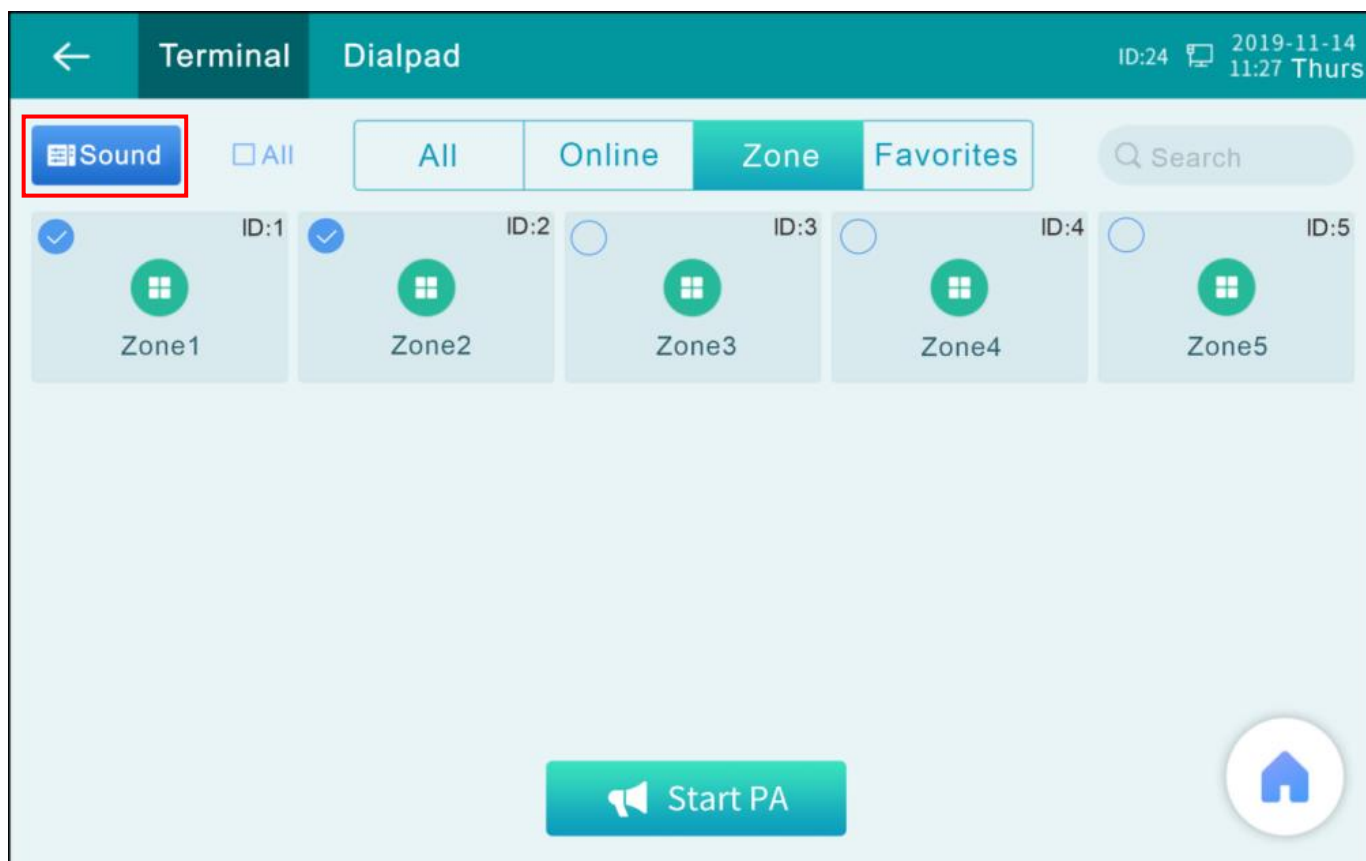 Terminal Dialpad ID:24 2019-11-14
11:27 Thurs
Sound All All Online Zone Favorites Search
ID:1 ID:2 ID:3 ID:4 ID:5
Zone1 Zone2 Zone3 Zone4 Zone5
Start PA